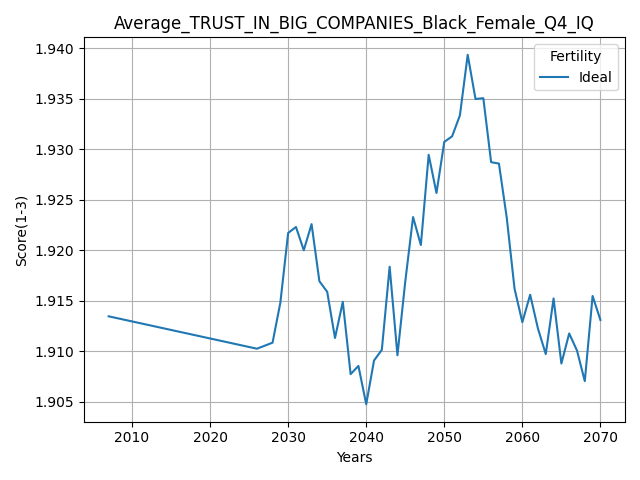 Average_TRUST_IN_BIG_COMPANIES_Black_Female_Q4_IQ
Fertility
Ideal
1.940
1.935
1.930
1.925
1.920
1.915
1.910
1.905
Score(1-3)
2010 2020 2030 2040 2050 2060 2070
Years